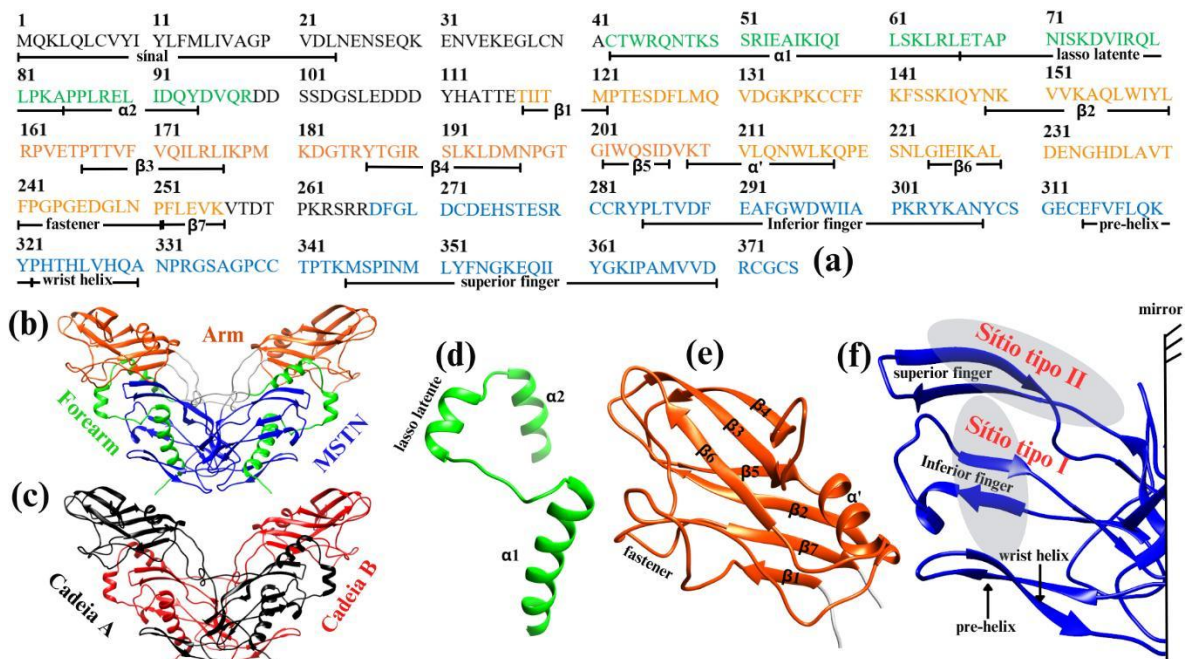 1 11 21 31 41 51 61 71
MQKLQLCVYI YLFMLIVAGP VDLNENSEQK ENVEKEGLCN ACTWRQNTKS SRIEAIKIQI LSKLRLETAP NISKDVIRQL
sínal α1 lasso latente
81 91 101 111 121 131 141 151
LPKAPPLREL IDQYDVQRDD SSDGSLEDDD YHATTETIIT MPTESDFLMQ VDGKPKCCFF KFSSKIQYNK VVKAQLWIYL
α2 β1 β2
161 171 181 191 201 211 221 231
RPVETPTTVF VQILRLIKPM KDGTRYTGIR SLKLDMNPGT GIWQSIDVKT VLQNWLKQPE SNLGIEIKAL DENGHDLAVT
β3 β4 β5 α' β6
241 251 261 271 281 291 301 311
FPGPGEDGLN PFLEVKVTDT PKRSRRDFGL DCDEHSTESR CCRYPLTVDF EAFGWDWIIA PKRYKANYCS GECEFVFLQK
fastener β7 Inferior finger pre-helix
321 331 341 351 361 371
YPHTHLVHQA NPRGSAGPCC TPTKMSPINM LYFNGKEQII YGKIPAMVVD RCGCS
wrist helix superior finger
(a)
(b)
Arm
Forearm
MSTN
(c)
Cadeia A
Cadeia B
(d)
lasso latente
α2
α1
(e)
β4
β3
β6
β5
α'
β2
β7
fastener
β1
(f)
mirror
Sítio tipo II
superior finger
Sítio tipo I
Inferior finger
wrist helix
pre-helix